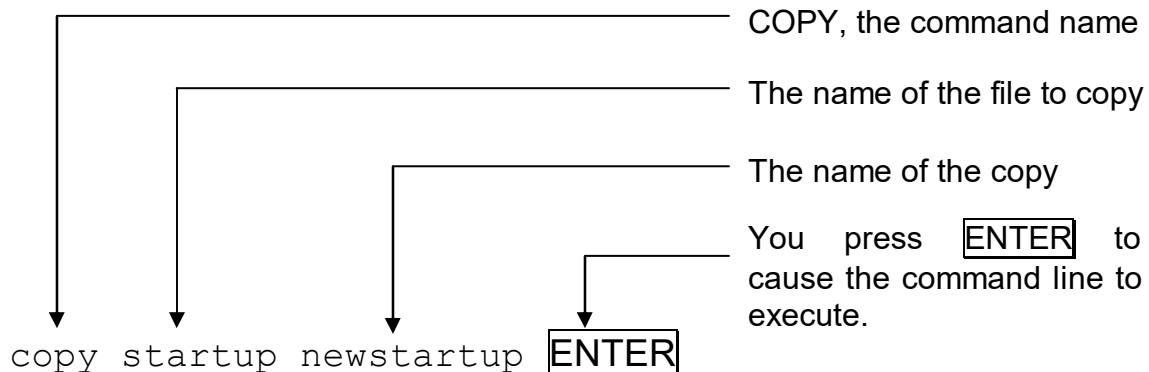 COPY, the command name
The name of the file to copy
The name of the copy
You press ENTER to
cause the command line to
execute.
copy startup newstartup ENTER